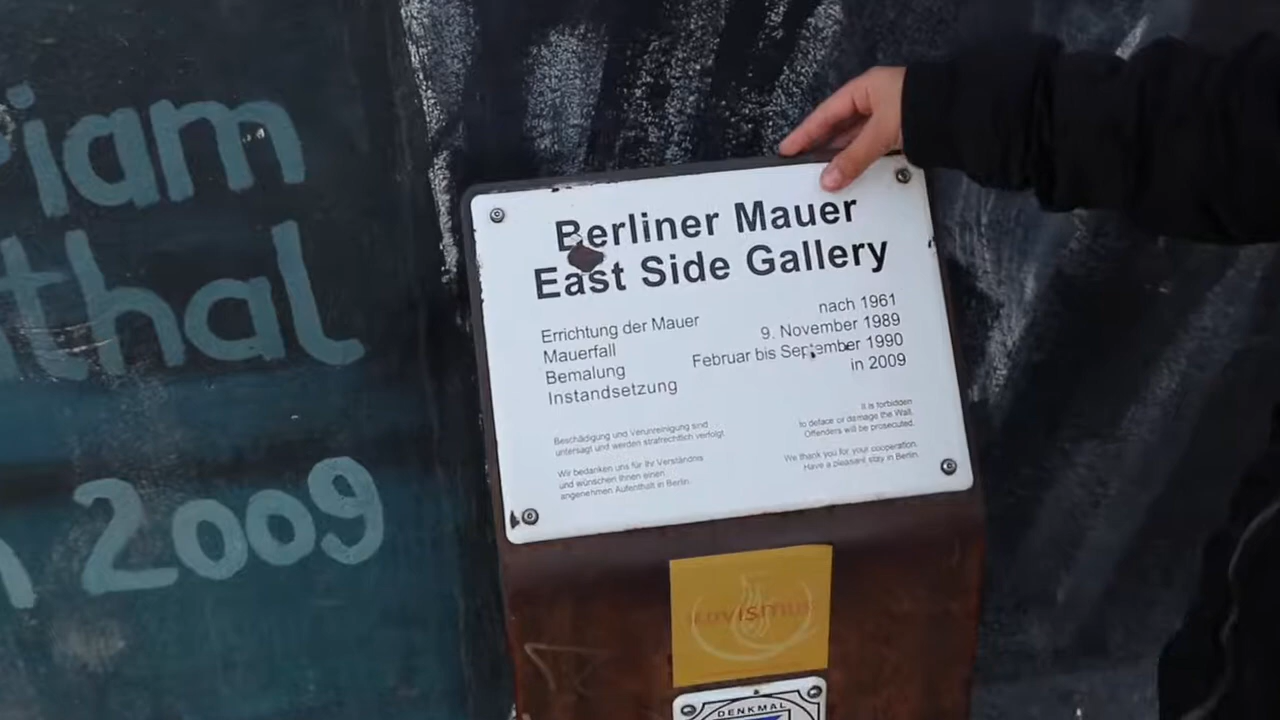 iam
thal
2009
Berliner Mauer
East Side Gallery
Errichtung der Mauer nach 1961
Mauerfall 9. November 1989
Bemalung Februar bis September 1990
Instandsetzung in 2009
Beschädigung und Verunreinigung sind
untersagt und werden strafrechtlich verfolgt.
Wir bedanken uns für Ihr Verständnis
und wünschen Ihnen einen
angenehmen Aufenthalt in Berlin.
It is forbidden
to deface or damage the Wall.
Offenders will be prosecuted.
We thank you for your cooperation.
Have a pleasant stay in Berlin.
DENKMAL